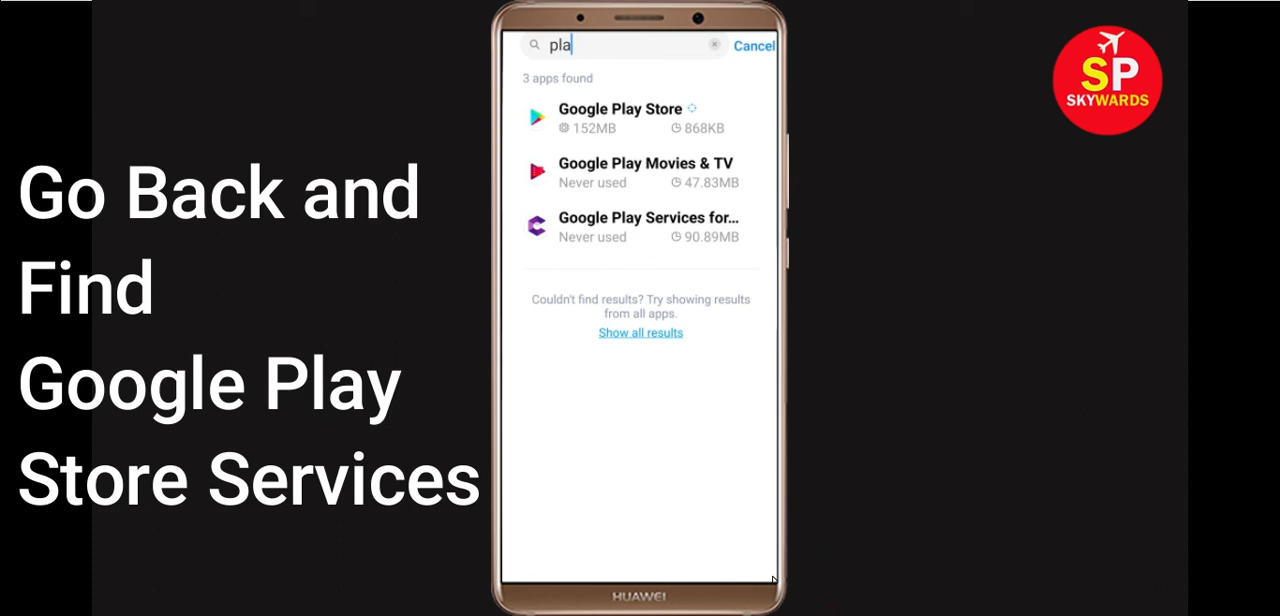 Go Back and
Find
Google Play
Store Services
pla
Cancel
3 apps found
Google Play Store
152MB
868KB
Google Play Movies & TV
Never used
47.83MB
Google Play Services for...
Never used
90.89MB
Couldn't find results? Try showing results
from all apps.
Show all results
HUAWEI
SP
SKYWARDS